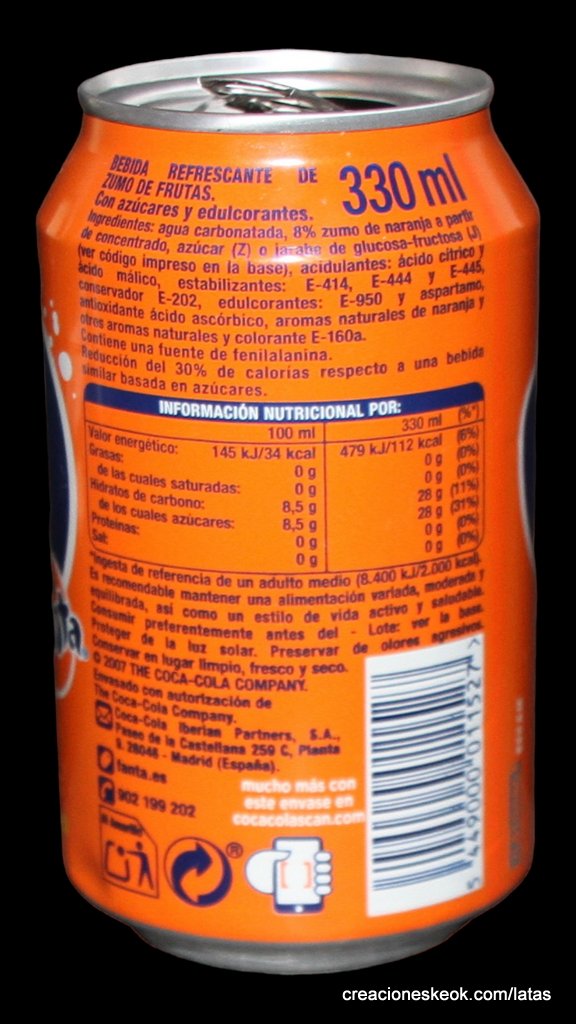 BEBIDA REFRESCANTE DE
ZUMO DE FRUTAS.
330 ml
Con azúcares y edulcorantes.
Ingredientes: agua carbonatada, 8% zumo de naranja a partir
de concentrado, azúcar (Z) o jarabe de glucosa-fructosa (J)
(ver código impreso en la base), acidulantes: ácido cítrico y
ácido málico, estabilizantes: E-414, E-444 y E-445,
conservador E-202, edulcorantes: E-950 y aspartamo,
antioxidante ácido ascórbico, aromas naturales de naranja y
otros aromas naturales y colorante E-160a.
Contiene una fuente de fenilalanina.
Reducción del 30% de calorías respecto a una bebida
similar basada en azúcares.
INFORMACIÓN NUTRICIONAL POR:
100 ml 330 ml (%*)
Valor energético: 145 kJ/34 kcal 479 kJ/112 kcal (6%)
Grasas: 0 g 0 g (0%)
de las cuales saturadas: 0 g 0 g (0%)
Hidratos de carbono: 8,5 g 28 g (11%)
de los cuales azúcares: 8,5 g 28 g (31%)
Proteínas: 0 g 0 g (0%)
Sal: 0 g 0 g (0%)
*Ingesta de referencia de un adulto medio (8.400 kJ/2.000 kcal).
Es recomendable mantener una alimentación variada, moderada y
equilibrada, así como un estilo de vida activo y saludable.
Consumir preferentemente antes del - Lote: ver la base.
Proteger de la luz solar. Preservar de olores agresivos.
Conservar en lugar limpio, fresco y seco.
© 2007 THE COCA-COLA COMPANY.
Envasado con autorización de
The Coca-Cola Company.
Coca-Cola Iberian Partners, S.A.,
Paseo de la Castellana 259 C, Planta
9. 28046 - Madrid (España).
fanta.es
902 199 202
mucho más con
este envase en
cocacolascan.com
®
5 449000 011527 >
creacioneskeok.com/latas